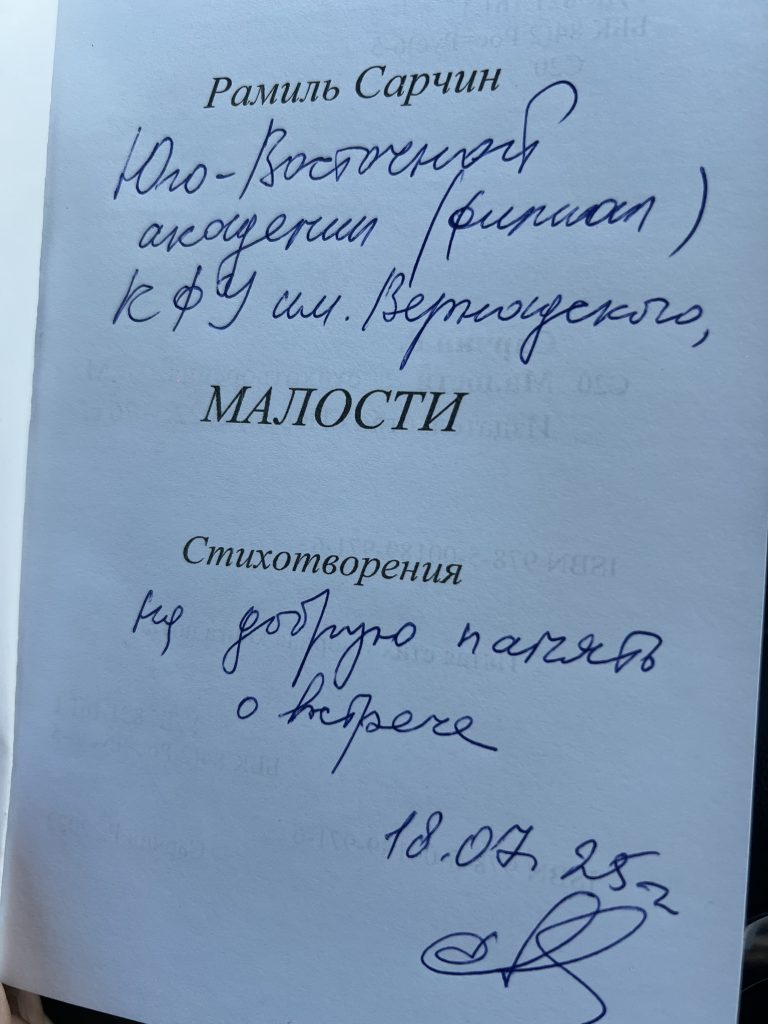 Рамиль Сарчин
Юго-Восточной
академии (филиал)
КФУ им. Вернадского,
МАЛОСТИ
Стихотворения
на добрую память
о встрече
18.07.25г